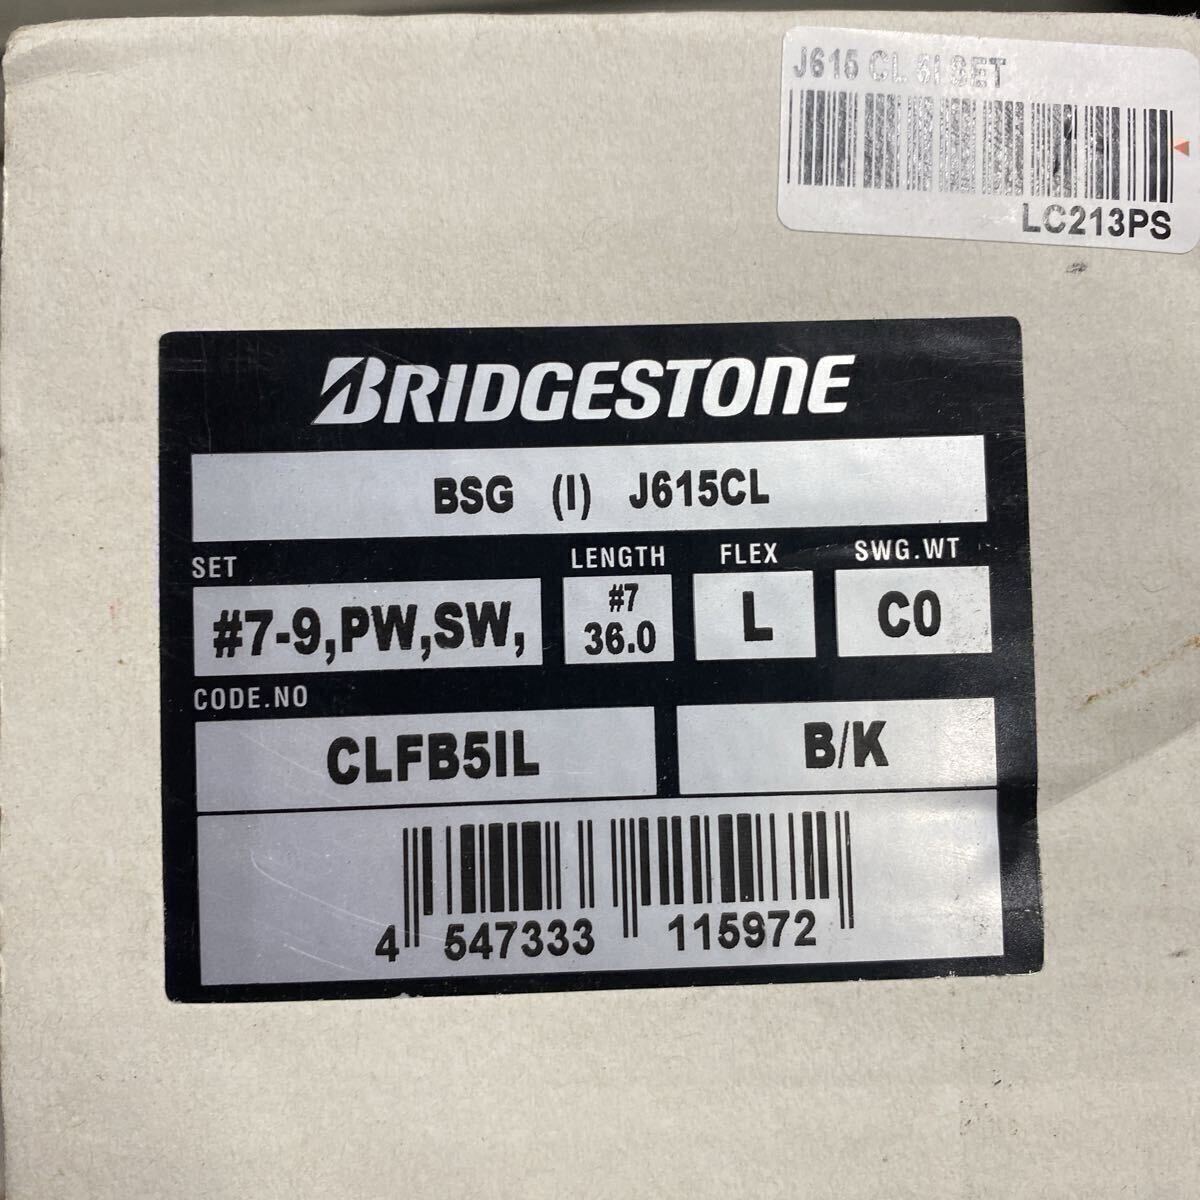 J615 CL 5I SET
LC213PS
BRIDGESTONE
BSG (I) J615CL
SET LENGTH FLEX SWG.WT
#7-9,PW,SW, #7 36.0 L C0
CODE.NO
CLFB5IL B/K
4 547333 115972